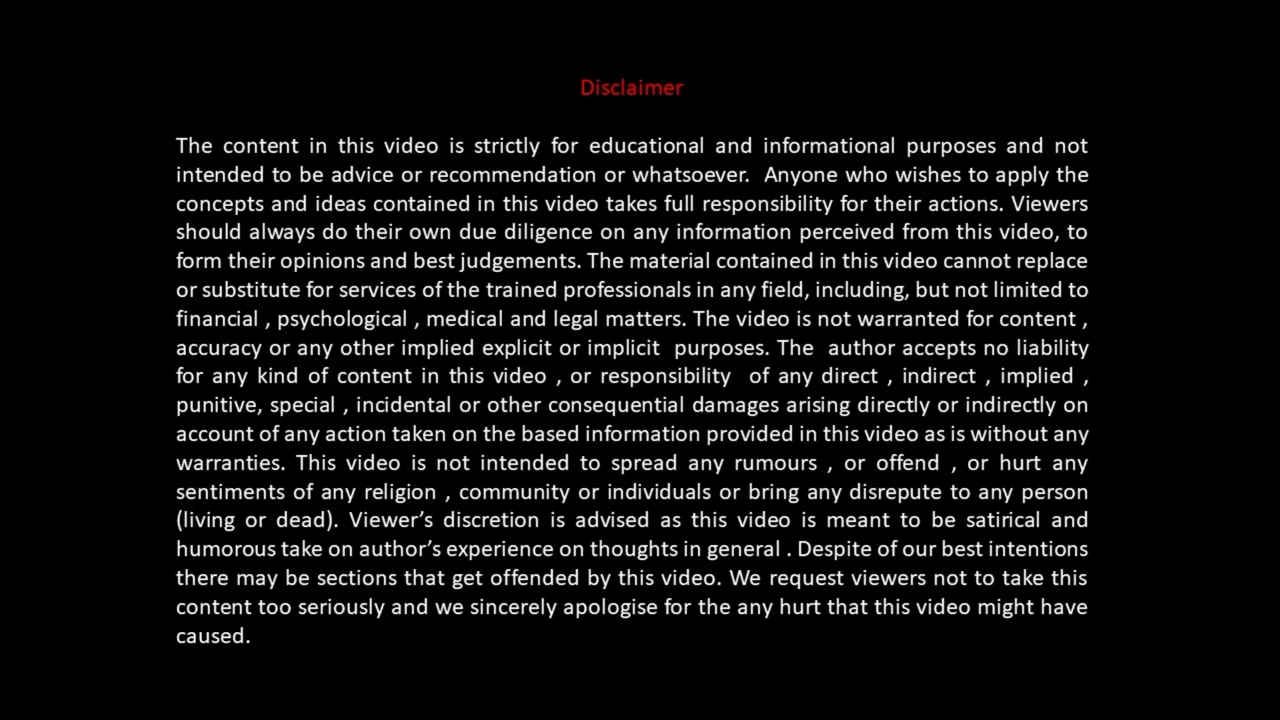 Disclaimer
The content in this video is strictly for educational and informational purposes and not
intended to be advice or recommendation or whatsoever. Anyone who wishes to apply the
concepts and ideas contained in this video takes full responsibility for their actions. Viewers
should always do their own due diligence on any information perceived from this video, to
form their opinions and best judgements. The material contained in this video cannot replace
or substitute for services of the trained professionals in any field, including, but not limited to
financial , psychological , medical and legal matters. The video is not warranted for content ,
accuracy or any other implied explicit or implicit purposes. The author accepts no liability
for any kind of content in this video , or responsibility of any direct , indirect , implied ,
punitive, special , incidental or other consequential damages arising directly or indirectly on
account of any action taken on the based information provided in this video as is without any
warranties. This video is not intended to spread any rumours , or offend , or hurt any
sentiments of any religion , community or individuals or bring any disrepute to any person
(living or dead). Viewer’s discretion is advised as this video is meant to be satirical and
humorous take on author’s experience on thoughts in general . Despite of our best intentions
there may be sections that get offended by this video. We request viewers not to take this
content too seriously and we sincerely apologise for the any hurt that this video might have
caused.